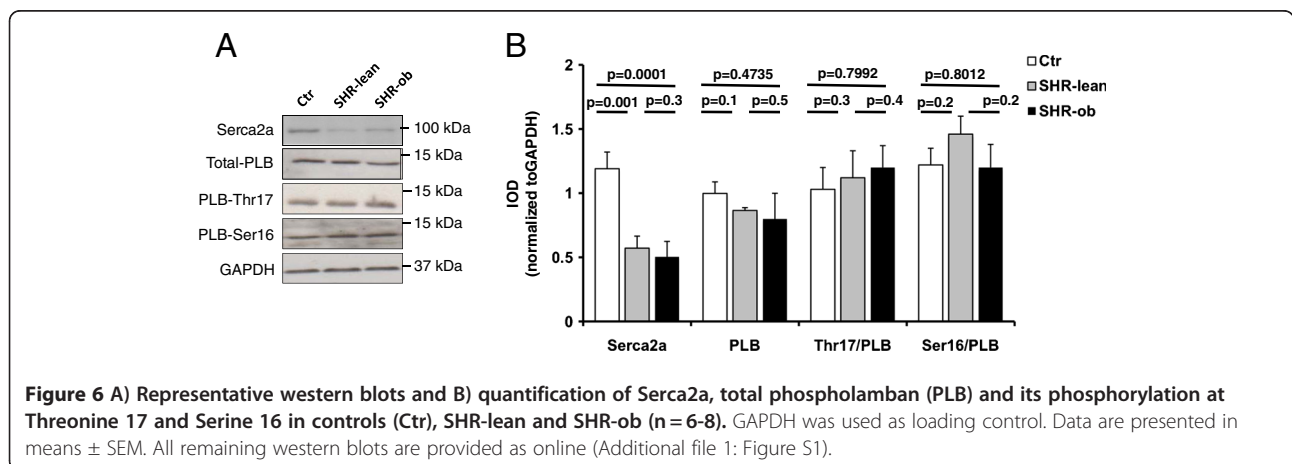 A
Ctr SHR-lean SHR-ob
Serca2a 100 kDa
Total-PLB 15 kDa
PLB-Thr17 15 kDa
PLB-Ser16 15 kDa
GAPDH 37 kDa
B
Ctr
SHR-lean
SHR-ob
p=0.0001 p=0.4735 p=0.7992 p=0.8012
p=0.001 p=0.3 p=0.1 p=0.5 p=0.3 p=0.4 p=0.2 p=0.2
IOD
(normalized toGAPDH)
2
1.5
1
0.5
0
Serca2a PLB Thr17/PLB Ser16/PLB
Figure 6 A) Representative western blots and B) quantification of Serca2a, total phospholamban (PLB) and its phosphorylation at
Threonine 17 and Serine 16 in controls (Ctr), SHR-lean and SHR-ob (n = 6-8). GAPDH was used as loading control. Data are presented in
means ± SEM. All remaining western blots are provided as online (Additional file 1: Figure S1).